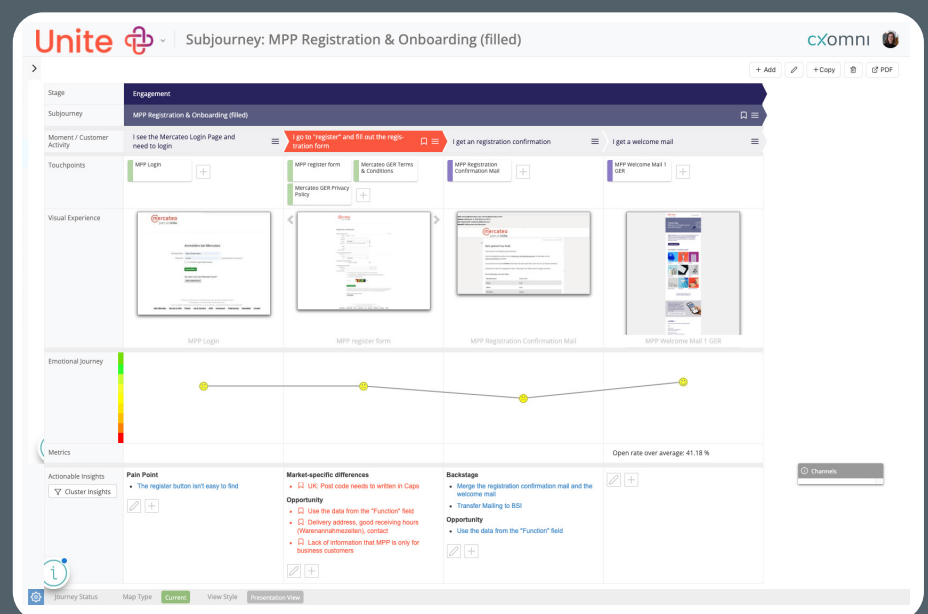 Unite
Subjourney: MPP Registration & Onboarding (filled)
cxomni
+ Add
+Copy
PDF
Stage
Engagement
Subjourney
MPP Registration & Onboarding (filled)
Moment / Customer
Activity
I see the Mercateo Login Page and
need to login
I go to "register" and fill out the regis-
tration form
I get an registration confirmation
I get a welcome mail
Touchpoints
MPP Login
MPP register form
Mercateo GER Terms
& Conditions
Mercateo GER Privacy
Policy
MPP Registration
Confirmation Mail
MPP Welcome Mail 1
GER
Visual Experience
mercateo
Anmelden bei Mercateo
mercateo
MPP Login
MPP register form
MPP Registration Confirmation Mail
MPP Welcome Mail 1 GER
Emotional Journey
Metrics
Open rate over average: 41.18 %
Actionable Insights
Cluster Insights
Pain Point
• The register button isn't easy to find
Market-specific differences
• UK: Post code needs to written in Caps
Opportunity
• Use the data from the "Function" field
• Delivery address, good receiving hours
(Warenannahmezeiten), contact
• Lack of information that MPP is only for
business customers
Backstage
• Merge the registration confirmation mail and the
welcome mail
• Transfer Mailing to BSI
Opportunity
• Use the data from the "Function" field
Channels
Journey Status
Map Type
Current
View Style
Presentation View